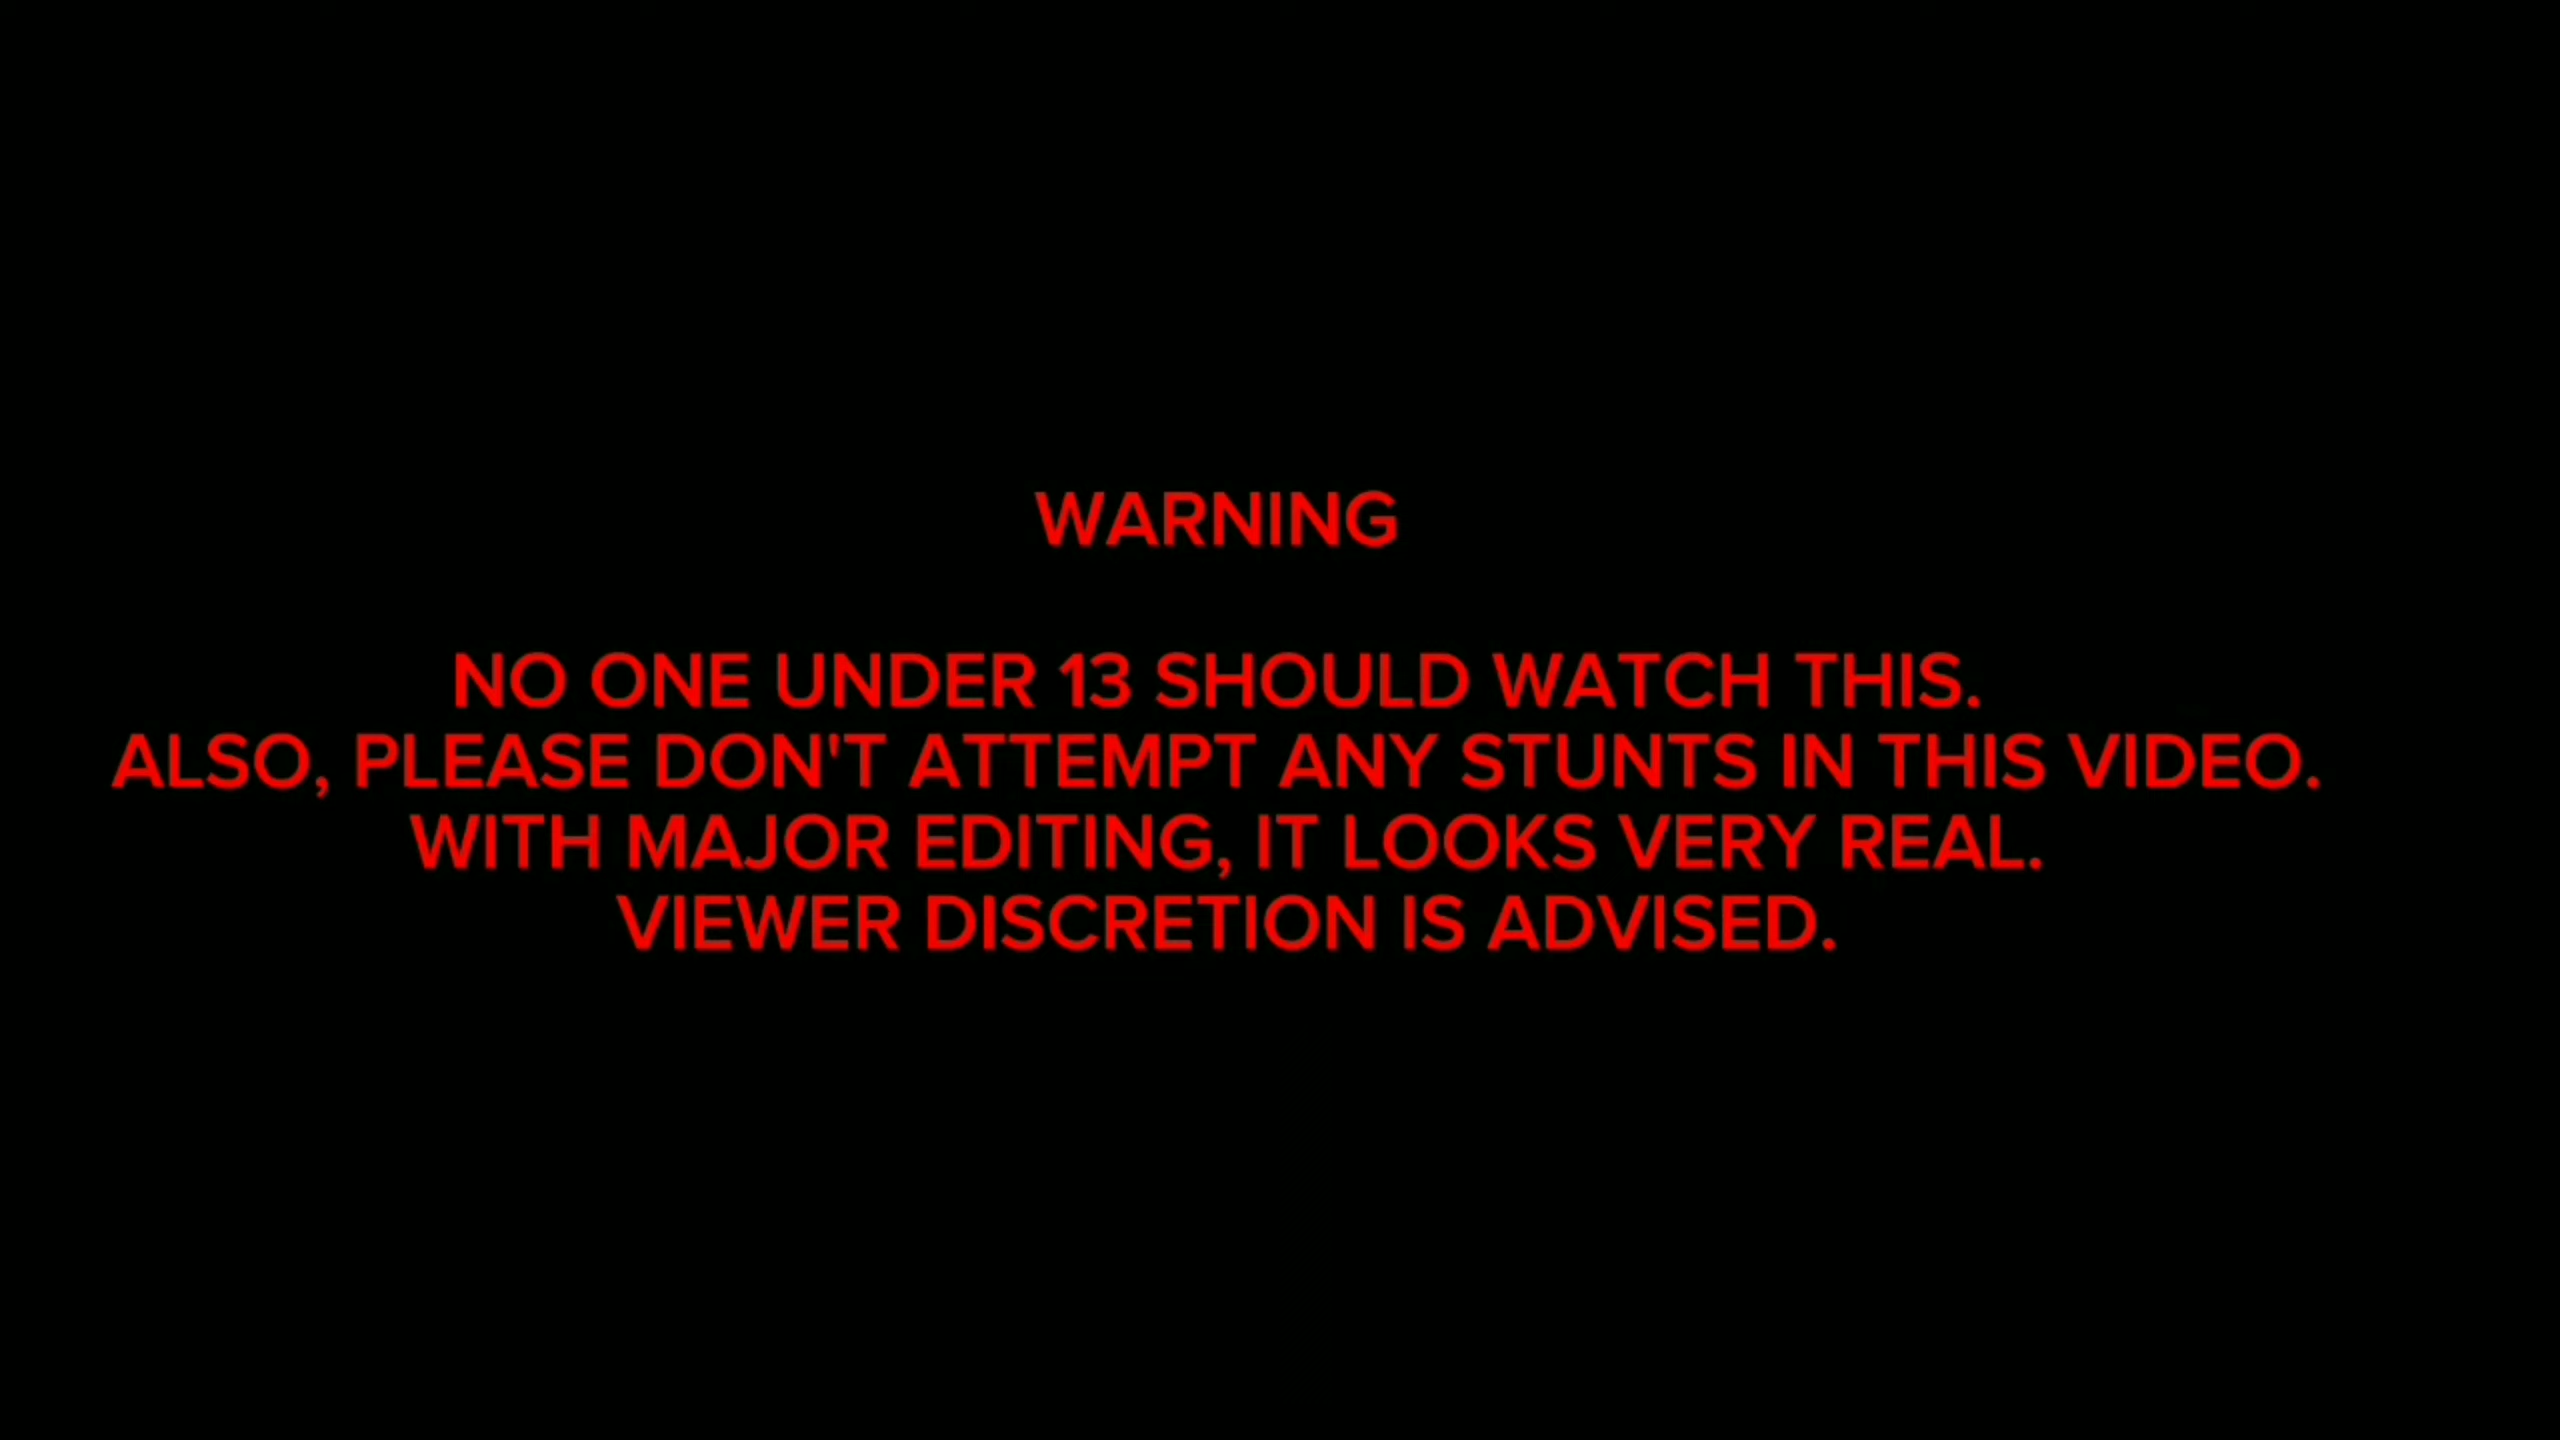 WARNING
NO ONE UNDER 13 SHOULD WATCH THIS.
ALSO, PLEASE DON'T ATTEMPT ANY STUNTS IN THIS VIDEO.
WITH MAJOR EDITING, IT LOOKS VERY REAL.
VIEWER DISCRETION IS ADVISED.